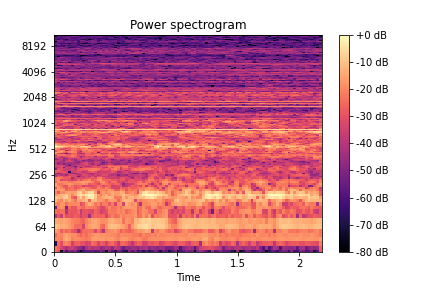 Power spectrogram
8192
4096
2048
1024
512
256
128
64
0
Hz
0
0.5
1
1.5
2
Time
+0 dB
-10 dB
-20 dB
-30 dB
-40 dB
-50 dB
-60 dB
-70 dB
-80 dB